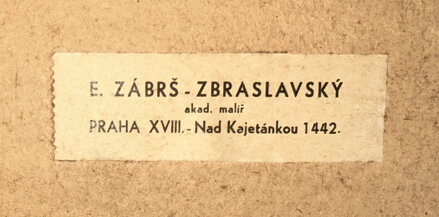 E. ZÁBRŠ - ZBRASLAVSKÝ
akad. malíř
PRAHA XVIII. - Nad Kajetánkou 1442.